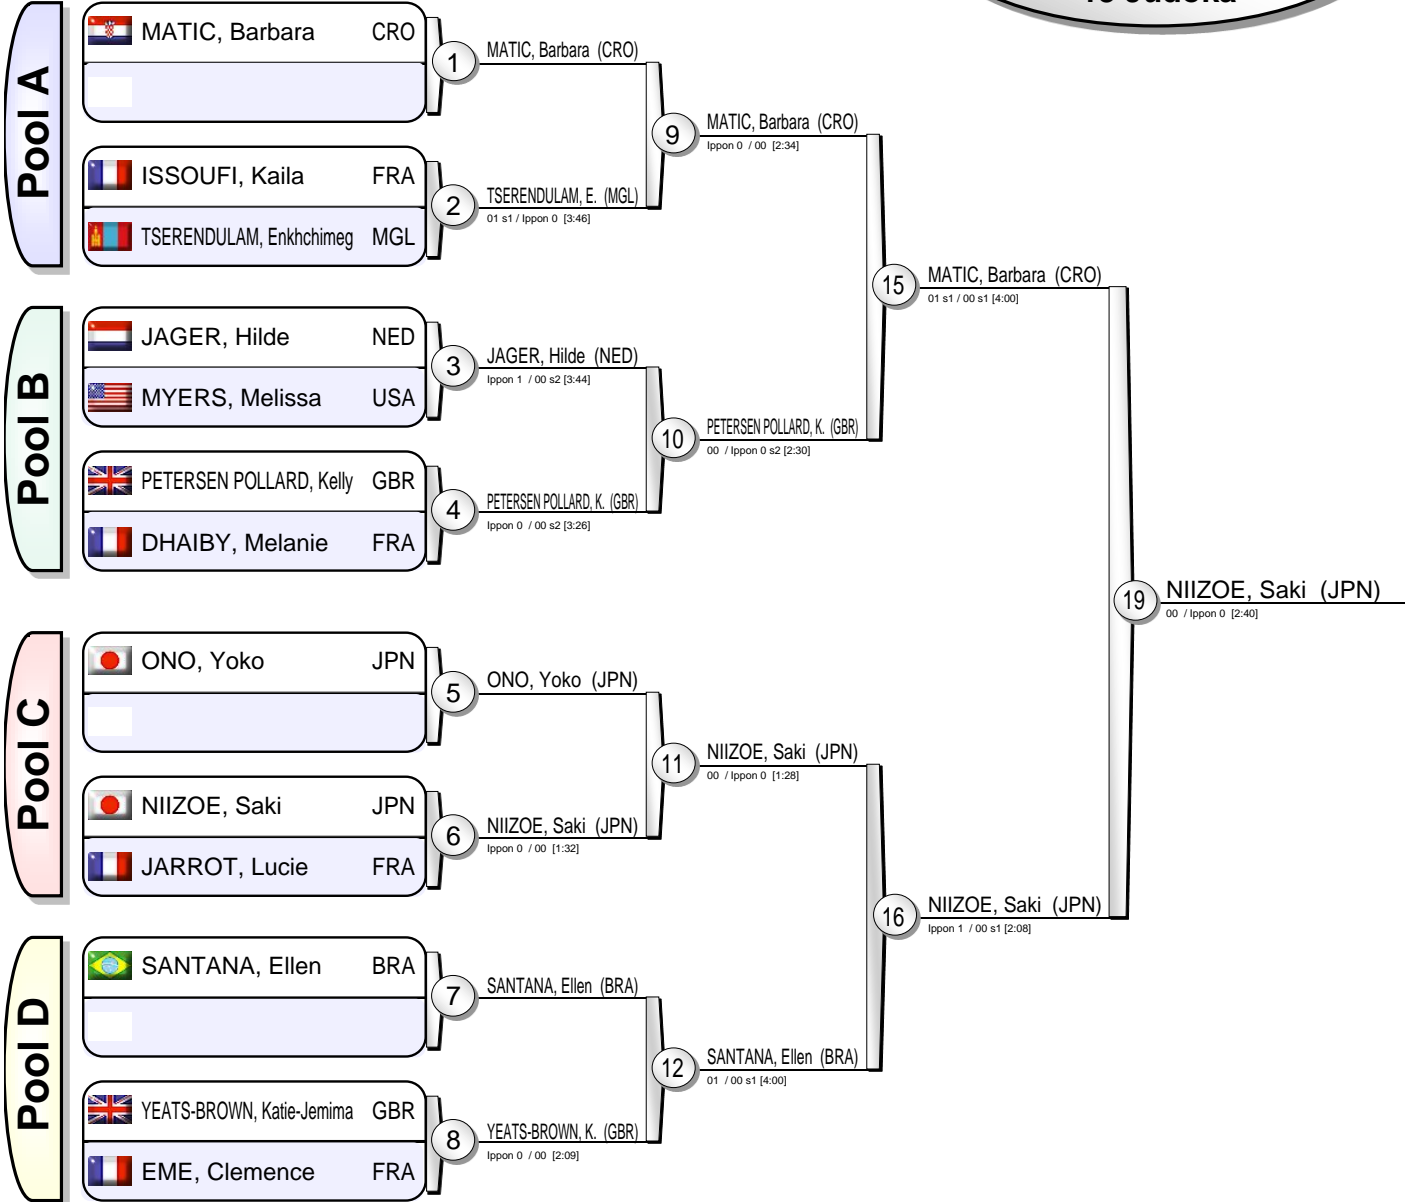 Pool A
MATIC, Barbara CRO
ISSOUFI, Kaila FRA
TSERENDULAM, Enkhchimeg MGL
Pool B
JAGER, Hilde NED
MYERS, Melissa USA
PETERSEN POLLARD, Kelly GBR
DHAIBY, Melanie FRA
Pool C
ONO, Yoko JPN
NIIZOE, Saki JPN
JARROT, Lucie FRA
Pool D
SANTANA, Ellen BRA
YEATS-BROWN, Katie-Jemima GBR
EME, Clemence FRA
1
MATIC, Barbara (CRO)
2
TSERENDULAM, E. (MGL)
01 s1 / Ippon 0 [3:46]
3
JAGER, Hilde (NED)
Ippon 1 / 00 s2 [3:44]
4
PETERSEN POLLARD, K. (GBR)
Ippon 0 / 00 s2 [3:26]
5
ONO, Yoko (JPN)
6
NIIZOE, Saki (JPN)
Ippon 0 / 00 [1:32]
7
SANTANA, Ellen (BRA)
8
YEATS-BROWN, K. (GBR)
Ippon 0 / 00 [2:09]
9
MATIC, Barbara (CRO)
Ippon 0 / 00 [2:34]
10
PETERSEN POLLARD, K. (GBR)
00 / Ippon 0 s2 [2:30]
11
NIIZOE, Saki (JPN)
00 / Ippon 0 [1:28]
12
SANTANA, Ellen (BRA)
01 / 00 s1 [4:00]
15
MATIC, Barbara (CRO)
01 s1 / 00 s1 [4:00]
16
NIIZOE, Saki (JPN)
Ippon 1 / 00 s1 [2:08]
19
NIIZOE, Saki (JPN)
00 / Ippon 0 [2:40]